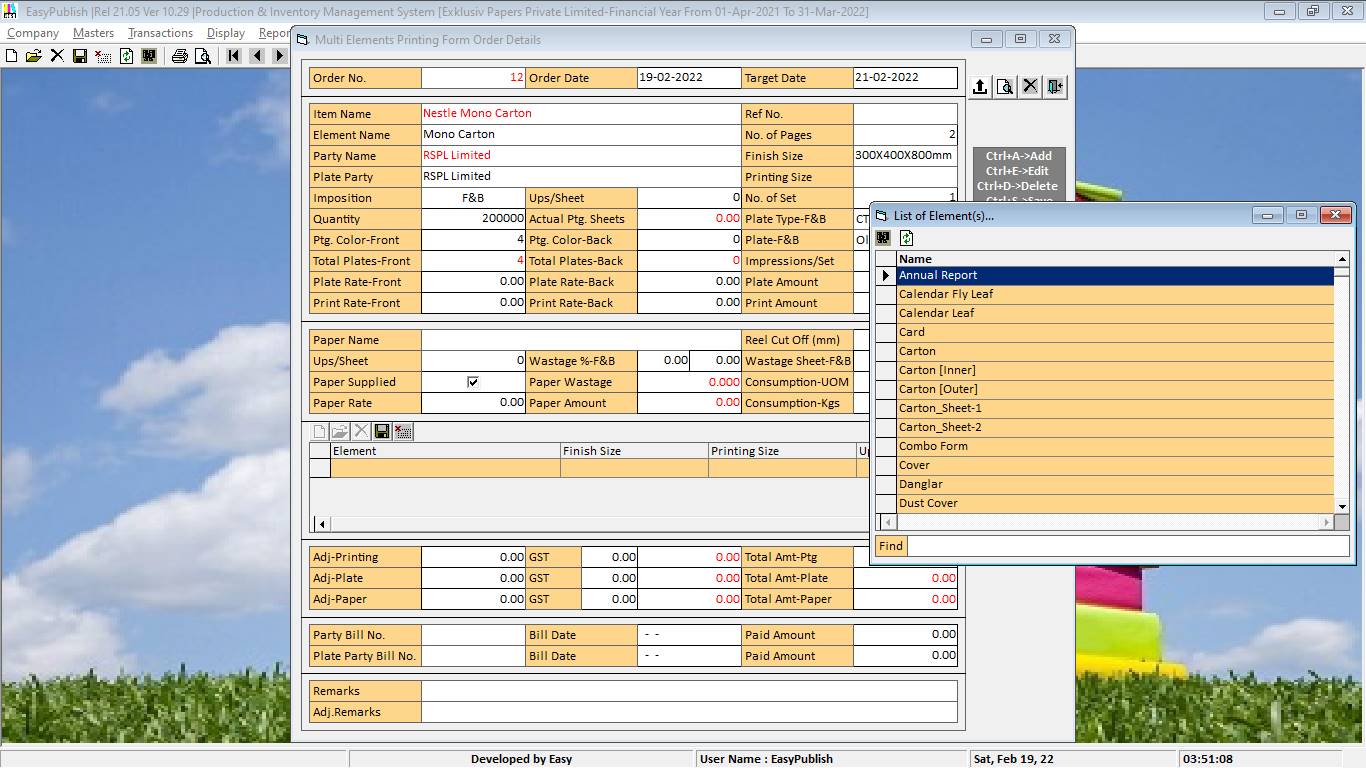 EasyPublish |Rel 21.05 Ver 10.29 |Production & Inventory Management System [Exkluziv Papers Private Limited-Financial Year From 01-Apr-2021 To 31-Mar-2022]
Company Masters Transactions Display Repor
Multi Elements Printing Form Order Details
Order No. 12 Order Date 19-02-2022 Target Date 21-02-2022
Item Name Nestle Mono Carton Ref No.
Element Name Mono Carton No. of Pages 2
Party Name RSPL Limited Finish Size 300X400X800mm
Plate Party RSPL Limited Printing Size
Imposition F&B Ups/Sheet 0 No. of Set 1
Quantity 200000 Actual Ptg. Sheets 0.00 Plate Type-F&B CT
Ptg. Color-Front 4 Ptg. Color-Back 0 Plate-F&B Ol
Total Plates-Front 4 Total Plates-Back 0 Impressions/Set
Plate Rate-Front 0.00 Plate Rate-Back 0.00 Plate Amount
Print Rate-Front 0.00 Print Rate-Back 0.00 Print Amount
Paper Name Reel Cut Off (mm)
Ups/Sheet 0 Wastage %-F&B 0.00 0.00 Wastage Sheet-F&B
Paper Supplied Paper Wastage 0.000 Consumption-UOM
Paper Rate 0.00 Paper Amount 0.00 Consumption-Kgs
Element Finish Size Printing Size Up
Adj-Printing 0.00 GST 0.00 0.00 Total Amt-Ptg
Adj-Plate 0.00 GST 0.00 0.00 Total Amt-Plate 0.00
Adj-Paper 0.00 GST 0.00 0.00 Total Amt-Paper 0.00
Party Bill No. Bill Date - - Paid Amount 0.00
Plate Party Bill No. Bill Date - - Paid Amount 0.00
Remarks
Adj.Remarks
Ctrl+A->Add
Ctrl+E->Edit
Ctrl+D->Delete
Ctrl+S->Save
List of Element(s)...
Name
Annual Report
Calendar Fly Leaf
Calendar Leaf
Card
Carton
Carton [Inner]
Carton [Outer]
Carton_Sheet-1
Carton_Sheet-2
Combo Form
Cover
Danglar
Dust Cover
Find
Developed by Easy User Name : EasyPublish Sat, Feb 19, 22 03:51:08